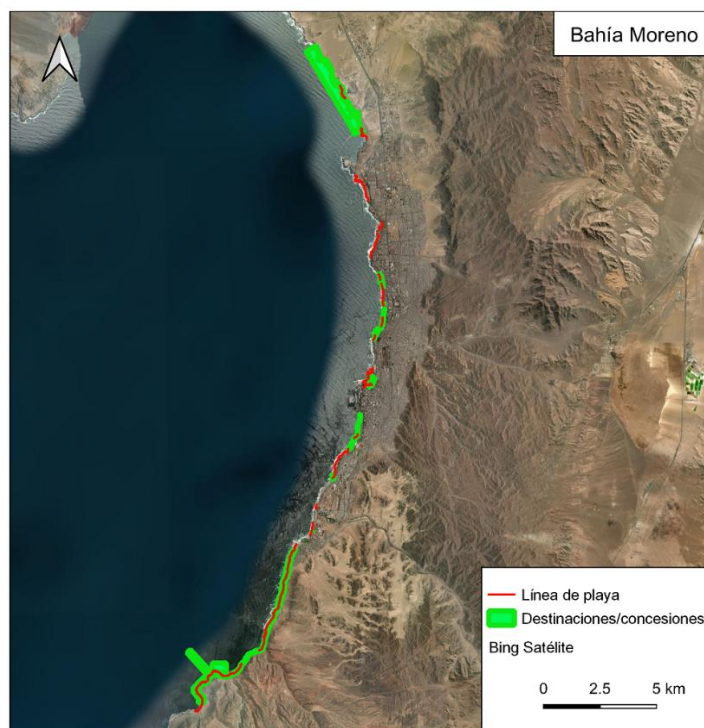 Bahía Moreno
Línea de playa
Destinaciones/concesiones
Bing Satélite
0 2.5 5 km